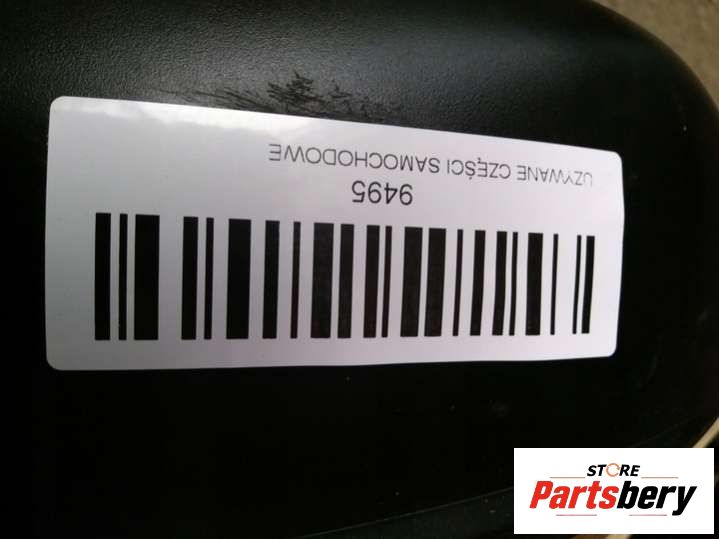 UŻYWANE CZĘŚCI SAMOCHODOWE
9495
STORE
Partsbery